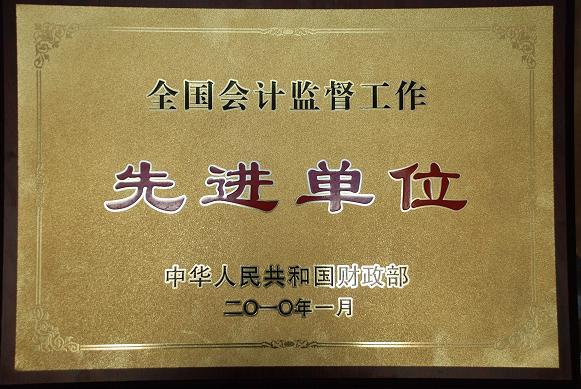 全国会计监督工作
先进单位
中华人民共和国财政部
二〇一〇年一月